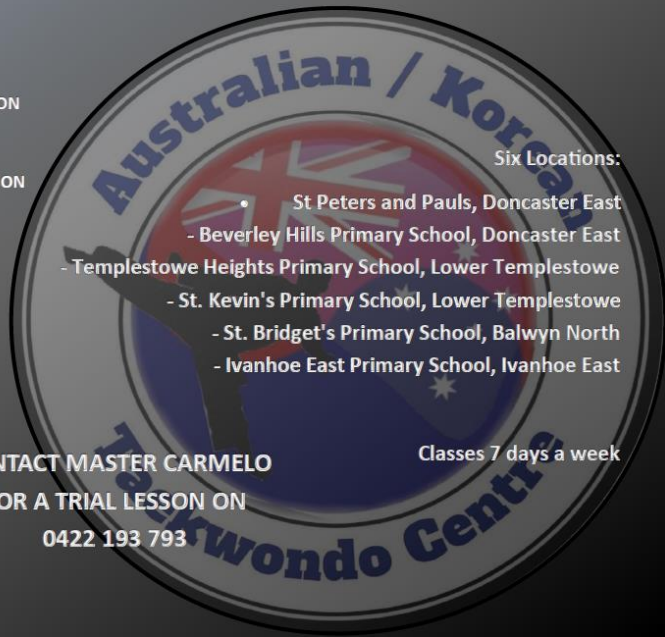 ON
ON
Australian / Korean
Six Locations:
• St Peters and Pauls, Doncaster East
- Beverley Hills Primary School, Doncaster East
- Templestowe Heights Primary School, Lower Templestowe
- St. Kevin's Primary School, Lower Templestowe
- St. Bridget's Primary School, Balwyn North
- Ivanhoe East Primary School, Ivanhoe East
Classes 7 days a week
NTACT MASTER CARMELO
OR A TRIAL LESSON ON
0422 193 793
Taekwondo Centre